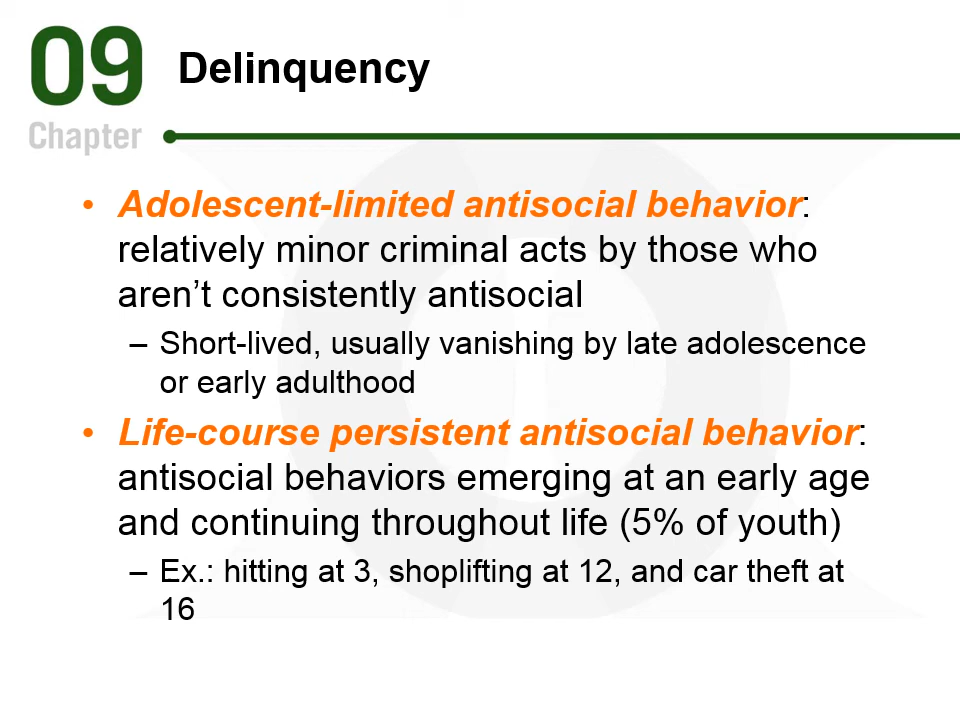 09
Chapter
Delinquency
• Adolescent-limited antisocial behavior:
relatively minor criminal acts by those who
aren’t consistently antisocial
– Short-lived, usually vanishing by late adolescence
or early adulthood
• Life-course persistent antisocial behavior:
antisocial behaviors emerging at an early age
and continuing throughout life (5% of youth)
– Ex.: hitting at 3, shoplifting at 12, and car theft at
16